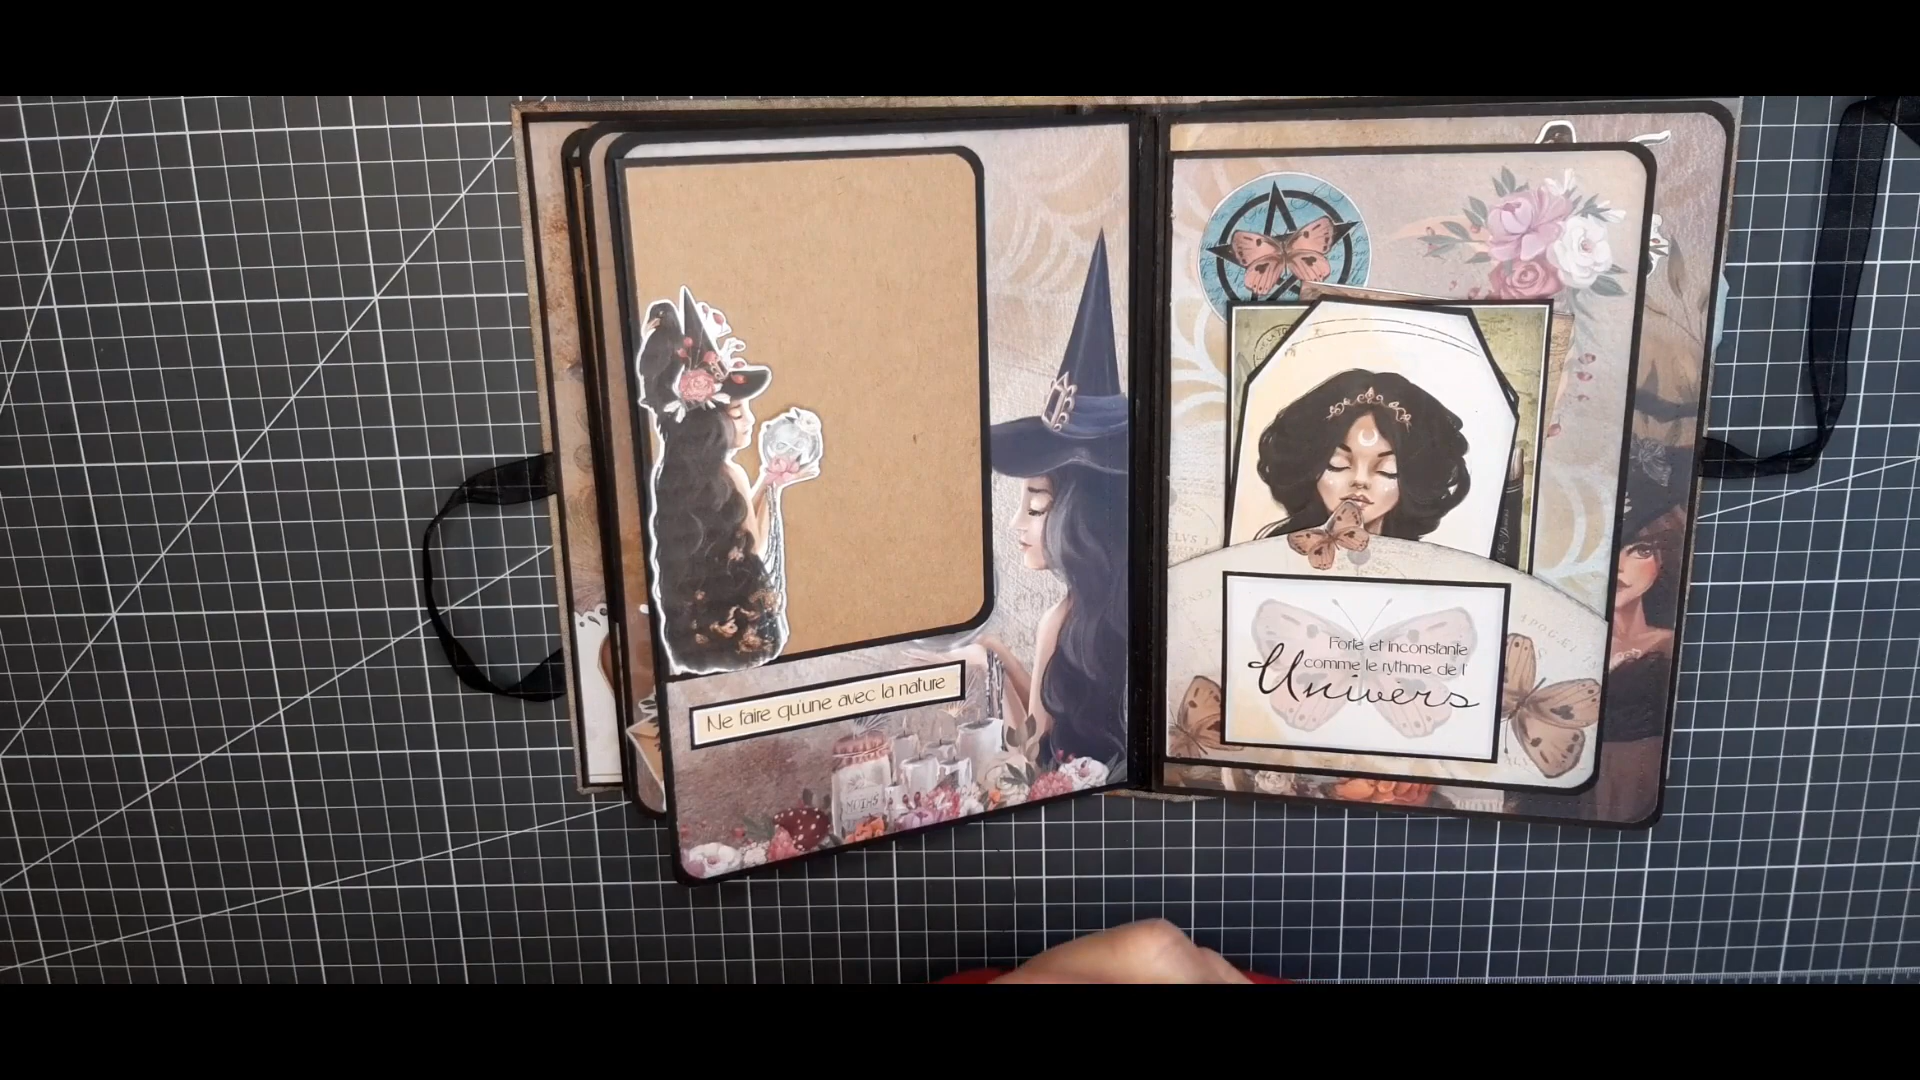 Ne faire qu'une avec la nature
Forte et inconstante
comme le rythme de l'
Univers